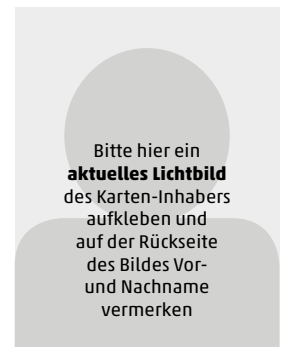 Bitte hier ein
aktuelles Lichtbild
des Karten-Inhabers
aufkleben und
auf der Rückseite
des Bildes Vor-
und Nachname
vermerken